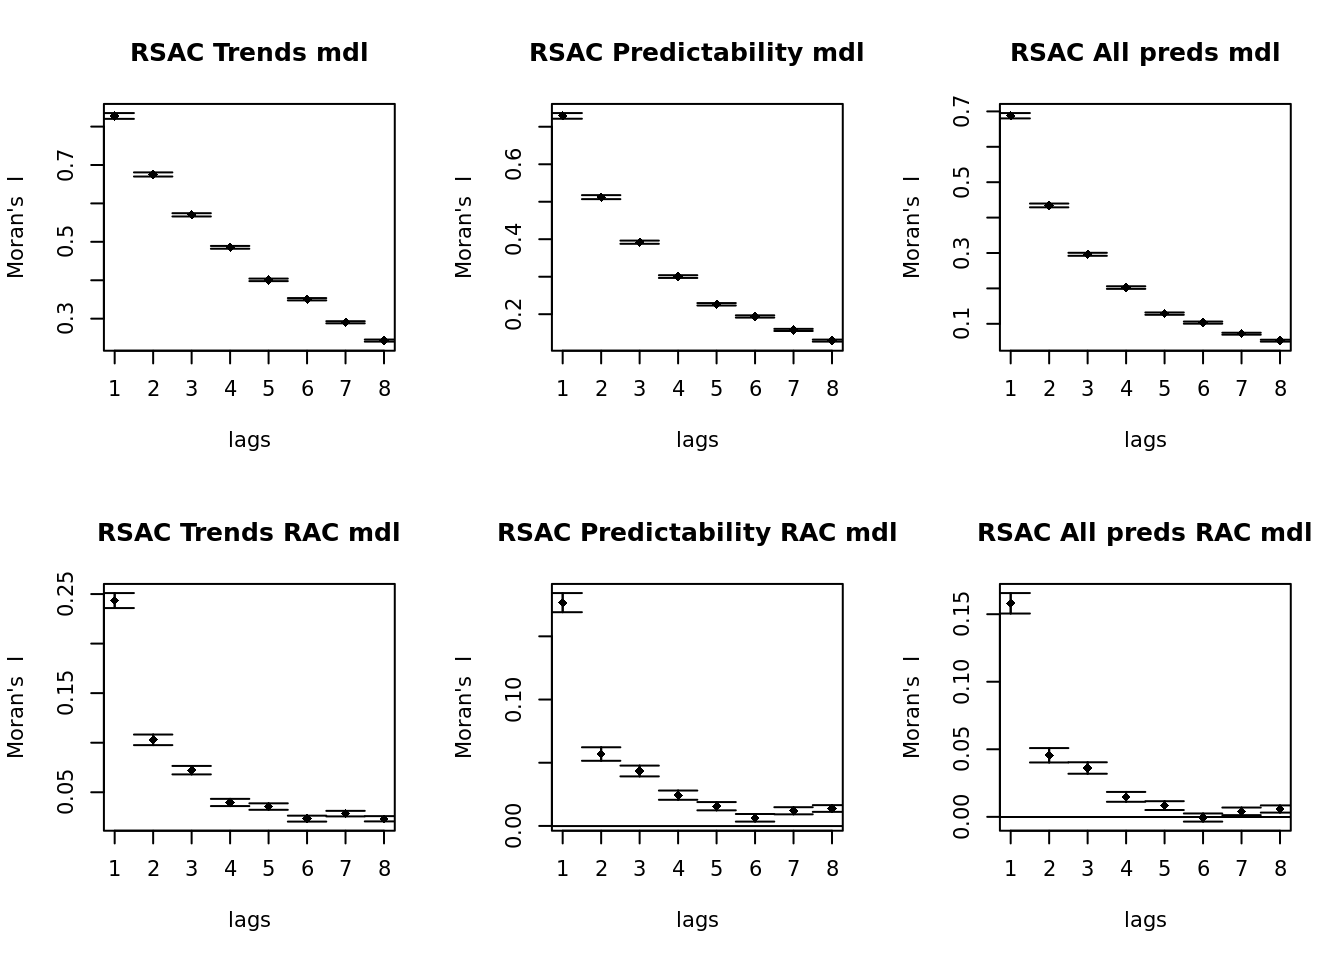 RSAC Trends mdl
Moran's I
0.3 0.5 0.7
1 2 3 4 5 6 7 8
lags
RSAC Predictability mdl
Moran's I
0.2 0.4 0.6
1 2 3 4 5 6 7 8
lags
RSAC All preds mdl
Moran's I
0.1 0.3 0.5 0.7
1 2 3 4 5 6 7 8
lags
RSAC Trends RAC mdl
Moran's I
0.05 0.15 0.25
1 2 3 4 5 6 7 8
lags
RSAC Predictability RAC mdl
Moran's I
0.00 0.10
1 2 3 4 5 6 7 8
lags
RSAC All preds RAC mdl
Moran's I
0.00 0.05 0.10 0.15
1 2 3 4 5 6 7 8
lags